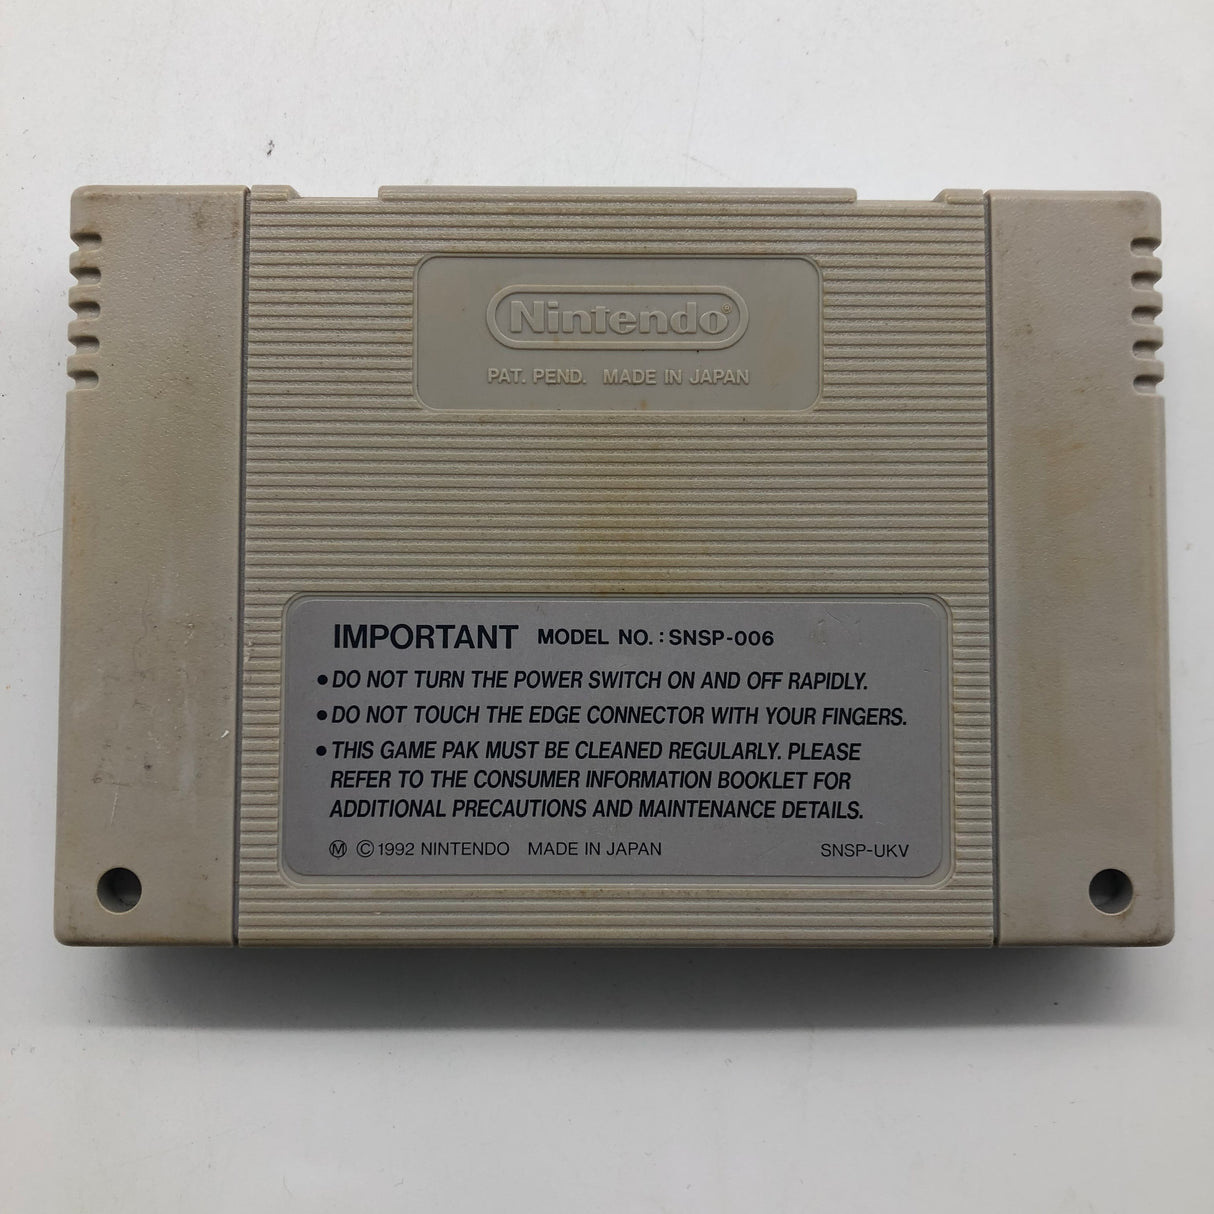 Nintendo®
PAT. PEND. MADE IN JAPAN
IMPORTANT MODEL NO. : SNSP-006
• DO NOT TURN THE POWER SWITCH ON AND OFF RAPIDLY.
• DO NOT TOUCH THE EDGE CONNECTOR WITH YOUR FINGERS.
• THIS GAME PAK MUST BE CLEANED REGULARLY. PLEASE
REFER TO THE CONSUMER INFORMATION BOOKLET FOR
ADDITIONAL PRECAUTIONS AND MAINTENANCE DETAILS.
Ⓜ © 1992 NINTENDO MADE IN JAPAN SNSP-UKV